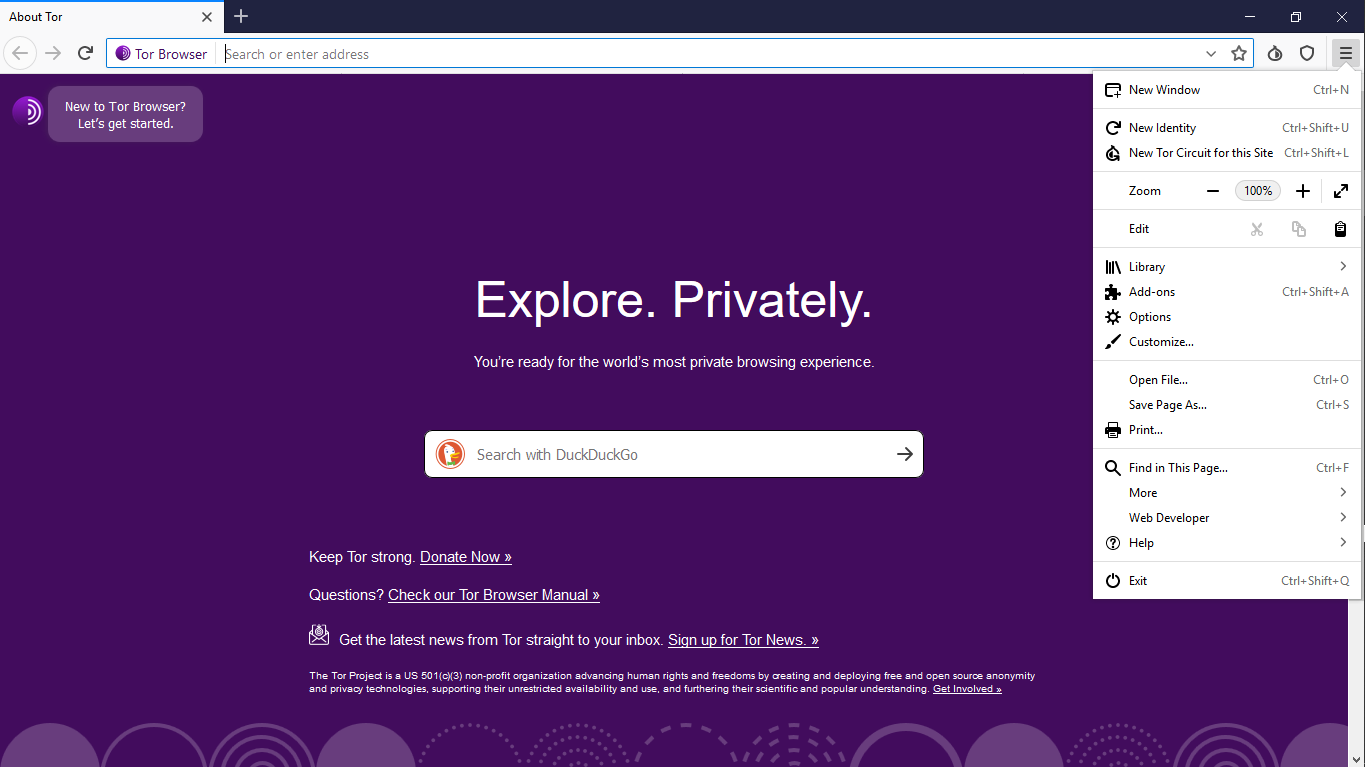 About Tor
Tor Browser
Search or enter address
New to Tor Browser?
Let's get started.
Explore. Privately.
You're ready for the world's most private browsing experience.
Search with DuckDuckGo
Keep Tor strong. Donate Now »
Questions? Check our Tor Browser Manual »
Get the latest news from Tor straight to your inbox. Sign up for Tor News. »
The Tor Project is a US 501(c)(3) non-profit organization advancing human rights and freedoms by creating and deploying free and open source anonymity
and privacy technologies, supporting their unrestricted availability and use, and furthering their scientific and popular understanding. Get Involved »
New Window Ctrl+N
New Identity Ctrl+Shift+U
New Tor Circuit for this Site Ctrl+Shift+L
Zoom 100%
Edit
Library
Add-ons Ctrl+Shift+A
Options
Customize...
Open File... Ctrl+O
Save Page As... Ctrl+S
Print...
Find in This Page... Ctrl+F
More
Web Developer
Help
Exit Ctrl+Shift+Q